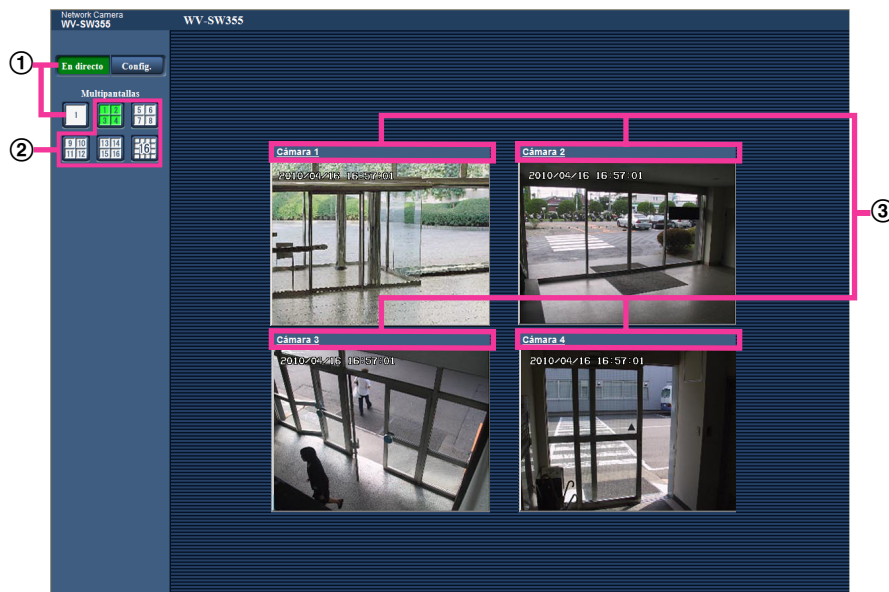 Network Camera
WV-SW355
WV-SW355
①
En directo
Config.
Multipantallas
1
1 2
3 4
5 6
7 8
②
9 10
11 12
13 14
15 16
16
Cámara 1
Cámara 2
2010/04/16 16:57:01
2010/04/16 16:57:01
③
Cámara 3
Cámara 4
2010/04/16 16:57:01
2010/04/16 16:57:01